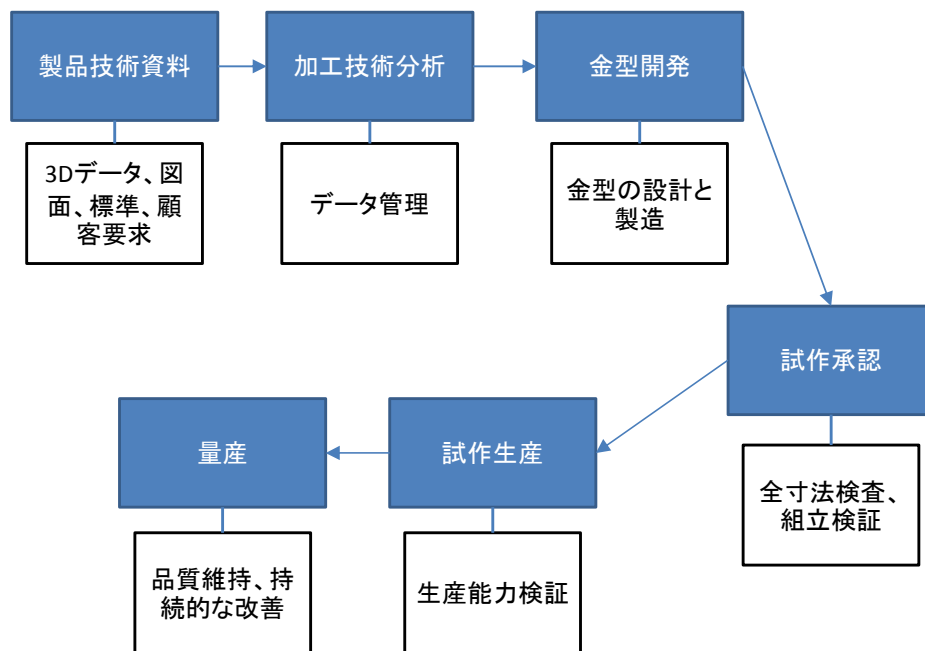 製品技術資料
加工技術分析
金型開発
3Dデータ、図
面、標準、顧
客要求
データ管理
金型の設計と
製造
試作承認
全寸法検査、
組立検証
試作生産
生産能力検証
量産
品質維持、持
続的な改善